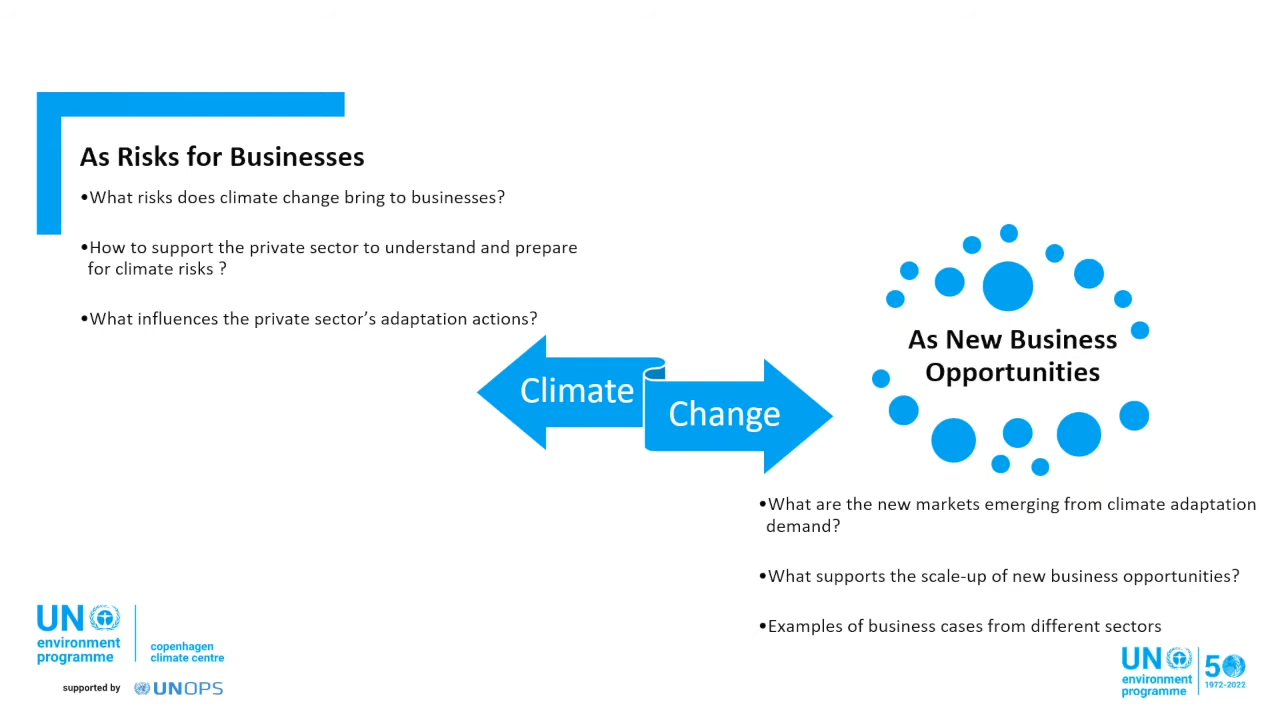 As Risks for Businesses
•What risks does climate change bring to businesses?
•How to support the private sector to understand and prepare
for climate risks ?
•What influences the private sector's adaptation actions?
Climate
Change
As New Business
Opportunities
•What are the new markets emerging from climate adaptation
demand?
•What supports the scale-up of new business opportunities?
•Examples of business cases from different sectors
UN
environment
programme
copenhagen
climate centre
supported by
UNOPS
UN
environment
programme
50
1972-2022